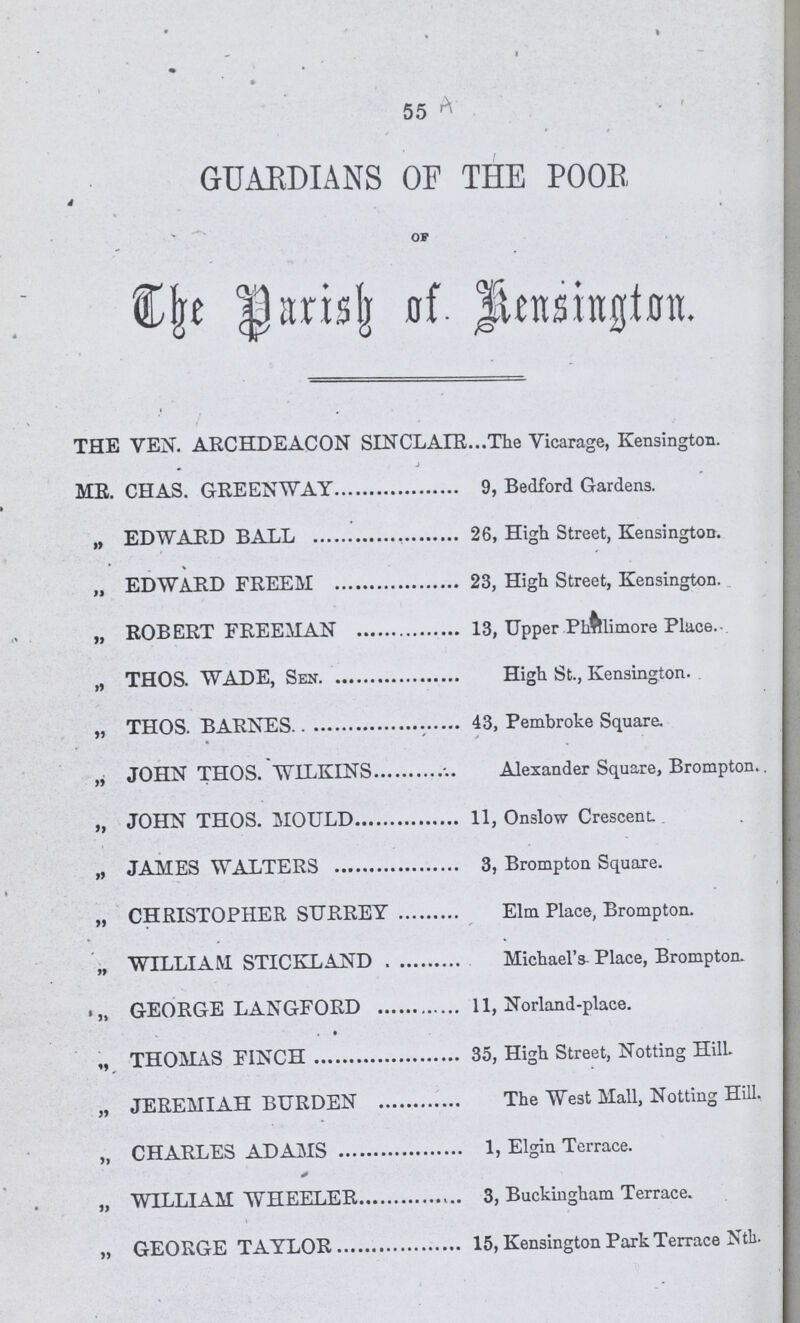 55 A
GUARDIANS OF THE POOR
OF
The Parish of Kensington.
THE VEN. ARCHDEACON SINCLAIR...The Vicarage, Kensington.
MR. CHAS. GREENWAY................... 9, Bedford Gardens.
„ EDWARD BALL ...................... 26, High Street, Kensington.
„ EDWARD FREEM ................... 23, High Street, Kensington.
„ ROBERT FREEMAN ............... 13, Upper Phillimore Place.
„ THOS. WADE, SEN. ................... High St., Kensington.
„ THOS. BARNES.. ...................... 43, Pembroke Square.
„ JOHN THOS. WILKINS............. Alexander Square, Brompton.
„ JOHN THOS. MOULD................ 11, Onslow Crescent.
„ JAMES WALTERS ................... 3, Brompton Square.
„ CHRISTOPHER SURREY ......... Elm Place, Brompton.
„ WILLIAM STICKLAND . .......... Michael's Place, Brompton.
„ GEORGE LANGFORD ............. 11, Norland-place.
„ THOMAS FINCH ...................... 35, High Street, Notting Hill.
„ JEREMIAH BURDEN ............. The West Mall, Notting Hill.
„ CHARLES ADAMS ................... 1, Elgin Terrace.
„ WILLIAM WHEELER................ 3, Buckingham Terrace.
„ GEORGE TAYLOR ................... 15, Kensington Park Terrace Nth.